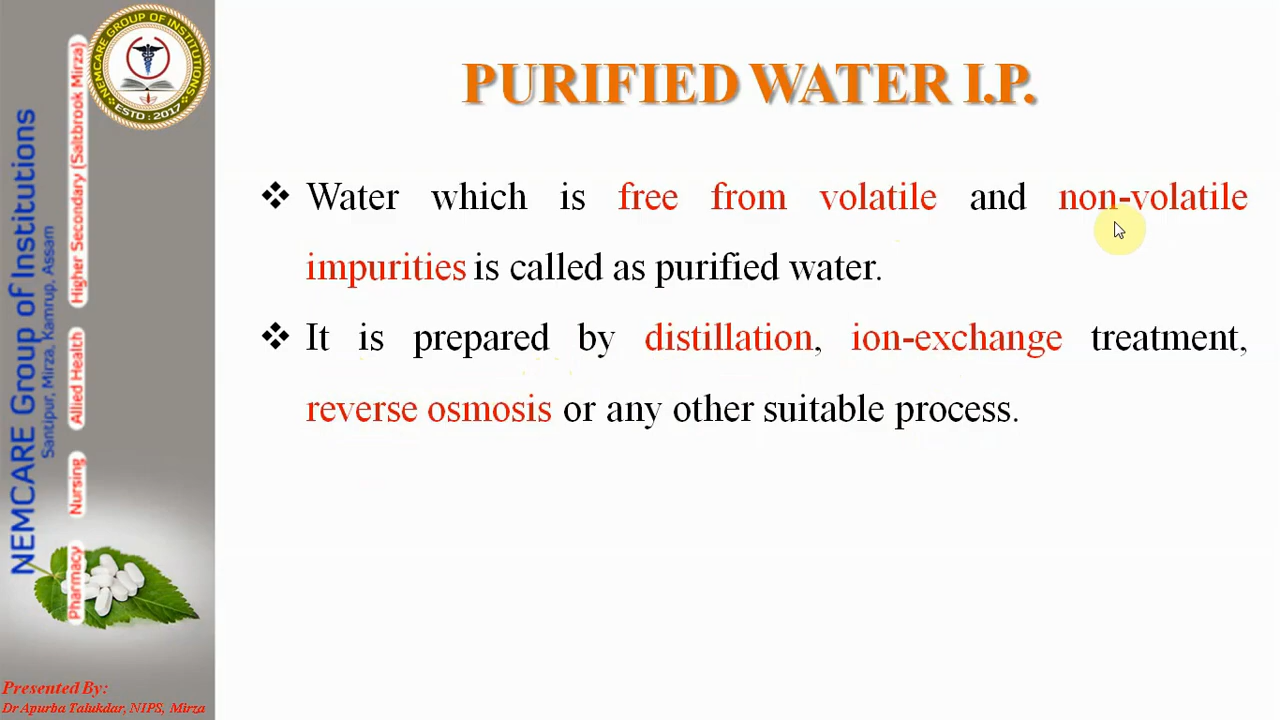 NEMCARE GROUP OF INSTITUTIONS
ESTD : 2017
NEMCARE Group of Institutions
Santipur, Mirza, Kamrup, Assam
Pharmacy Nursing Allied Health Higher Secondary (Saltbrook Mirza)
PURIFIED WATER I.P.
❖ Water which is free from volatile and non-volatile
impurities is called as purified water.
❖ It is prepared by distillation, ion-exchange treatment,
reverse osmosis or any other suitable process.
Presented By:
Dr Apurba Talukdar, NIPS, Mirza